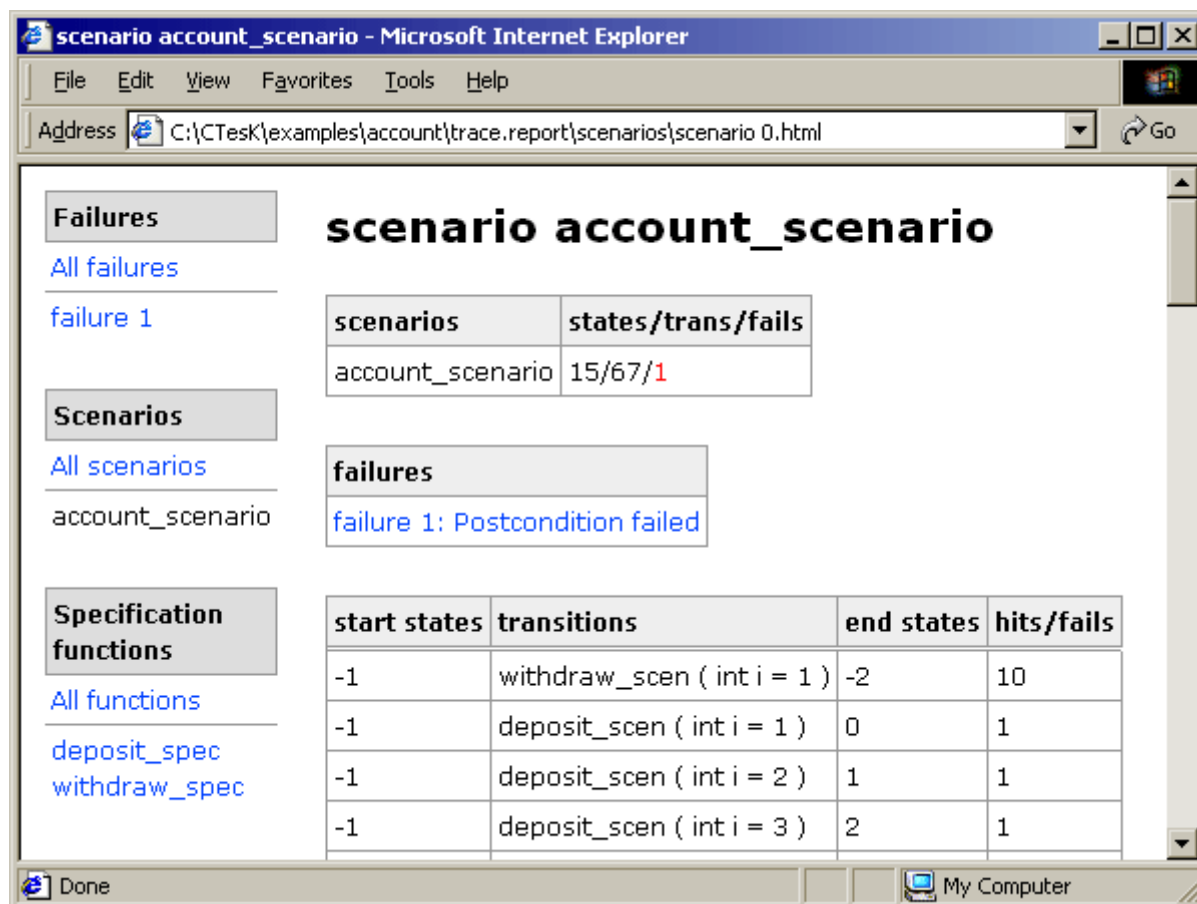 scenario account_scenario - Microsoft Internet Explorer
File Edit View Favorites Tools Help
Address C:\CTesK\examples\account\trace.report\scenarios\scenario 0.html Go
Failures
All failures
failure 1
Scenarios
All scenarios
account_scenario
Specification
functions
All functions
deposit_spec
withdraw_spec
scenario account_scenario
scenarios states/trans/fails
account_scenario 15/67/1
failures
failure 1: Postcondition failed
start states transitions end states hits/fails
-1 withdraw_scen ( int i = 1 ) -2 10
-1 deposit_scen ( int i = 1 ) 0 1
-1 deposit_scen ( int i = 2 ) 1 1
-1 deposit_scen ( int i = 3 ) 2 1
Done My Computer